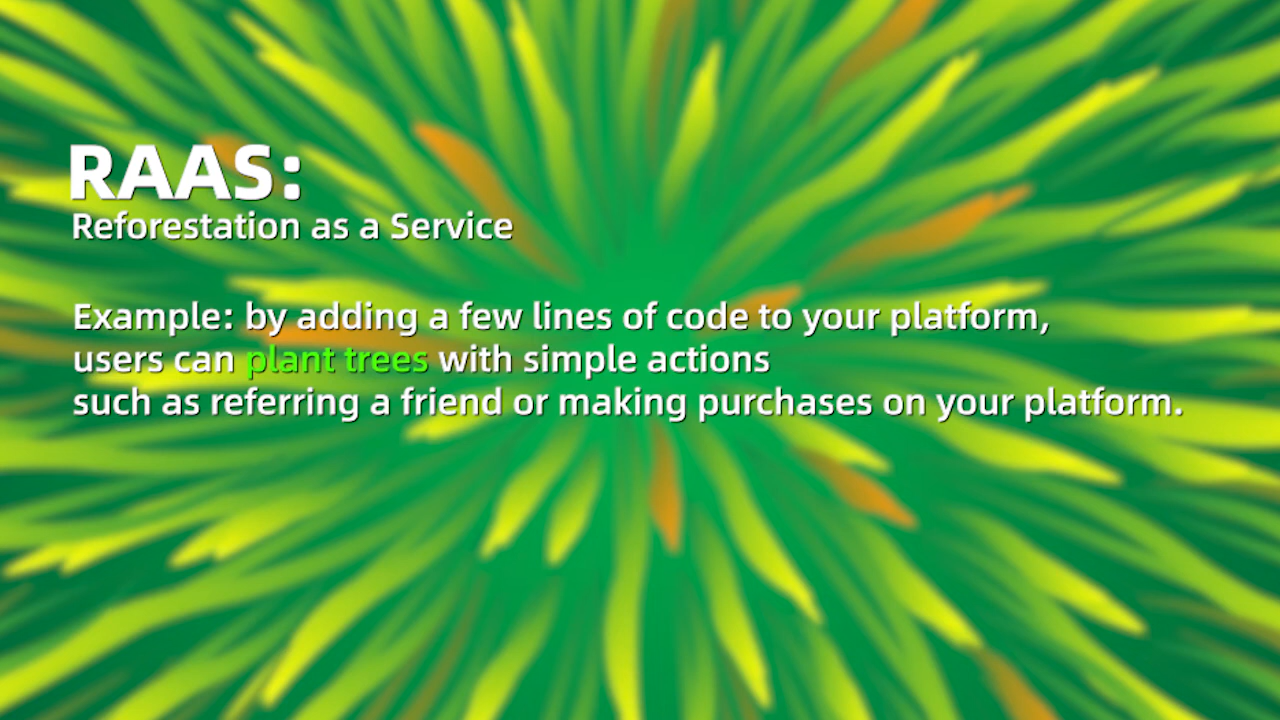 RAAS:
Reforestation as a Service
Example: by adding a few lines of code to your platform,
users can plant trees with simple actions
such as referring a friend or making purchases on your platform.